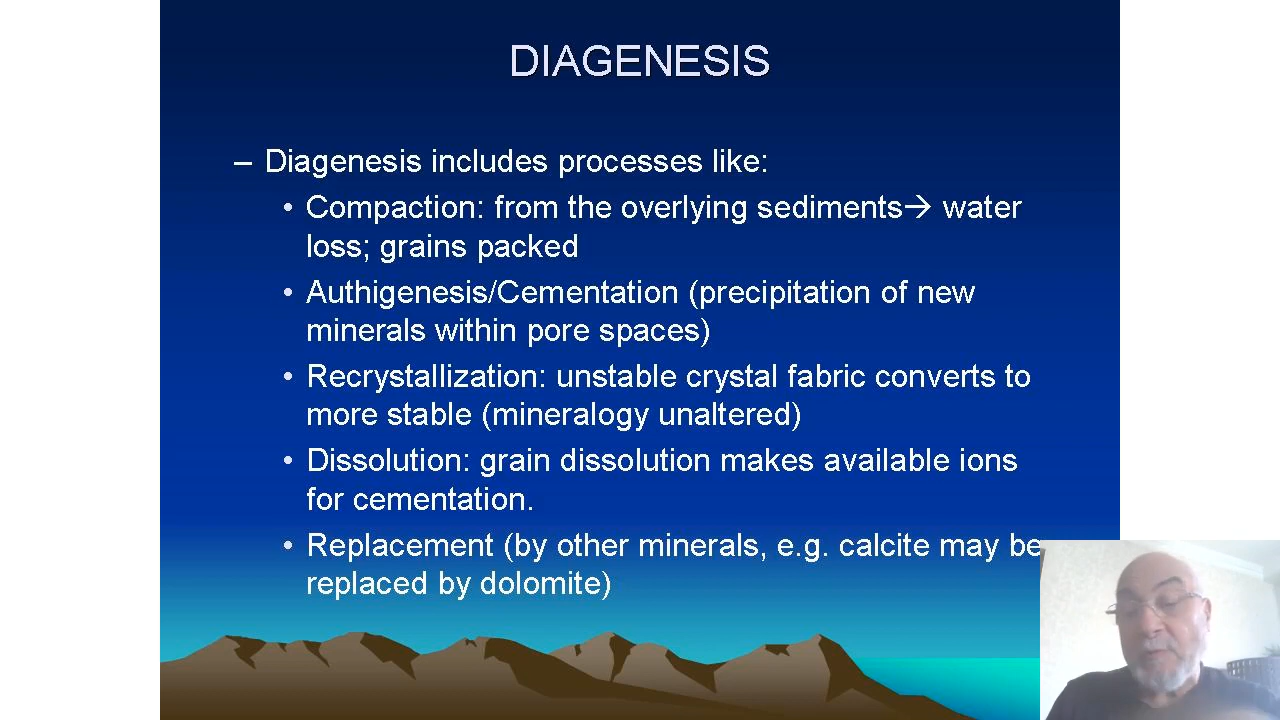 DIAGENESIS
– Diagenesis includes processes like:
• Compaction: from the overlying sediments→ water
loss; grains packed
• Authigenesis/Cementation (precipitation of new
minerals within pore spaces)
• Recrystallization: unstable crystal fabric converts to
more stable (mineralogy unaltered)
• Dissolution: grain dissolution makes available ions
for cementation.
• Replacement (by other minerals, e.g. calcite may be
replaced by dolomite)